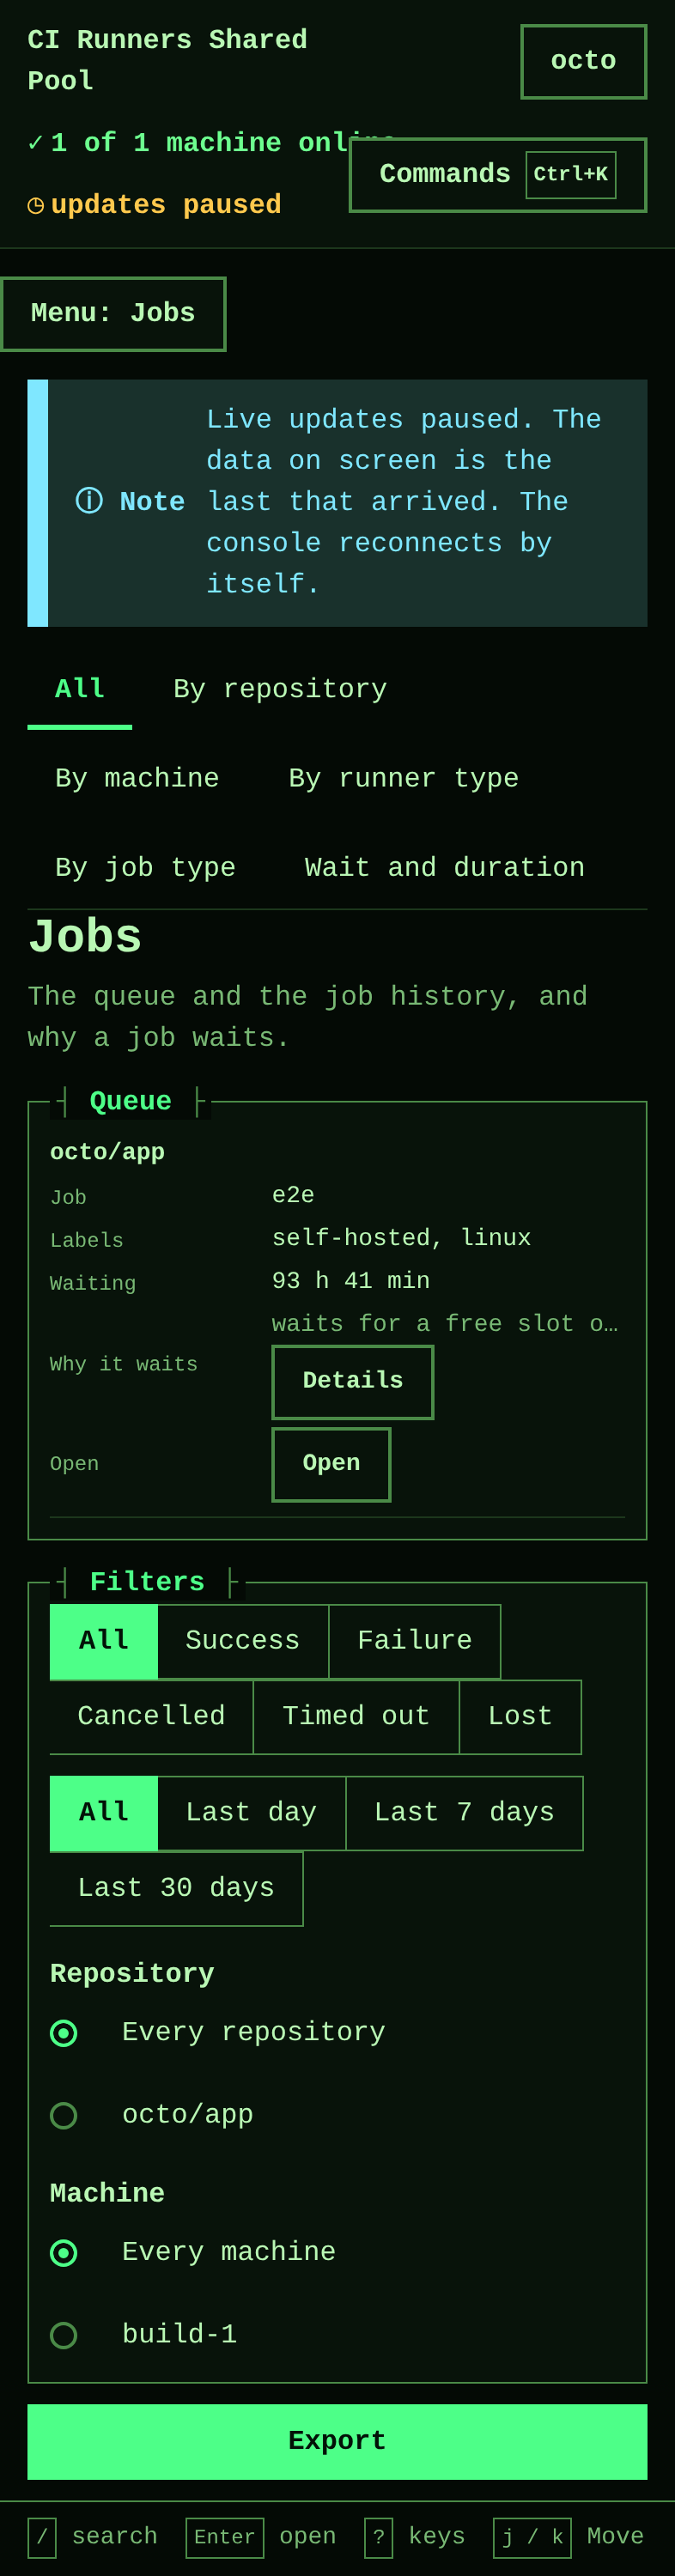 CI Runners Shared
Pool
octo
✓ 1 of 1 machine online
Commands Ctrl+K
updates paused
Menu: Jobs
Note
Live updates paused. The
data on screen is the
last that arrived. The
console reconnects by
itself.
All By repository
By machine By runner type
By job type Wait and duration
Jobs
The queue and the job history, and
why a job waits.
Queue
octo/app
Job e2e
Labels self-hosted, linux
Waiting 93 h 41 min
waits for a free slot o…
Why it waits Details
Open Open
Filters
All Success Failure
Cancelled Timed out Lost
All Last day Last 7 days
Last 30 days
Repository
Every repository
octo/app
Machine
Every machine
build-1
Export
/ search Enter open ? keys j / k Move